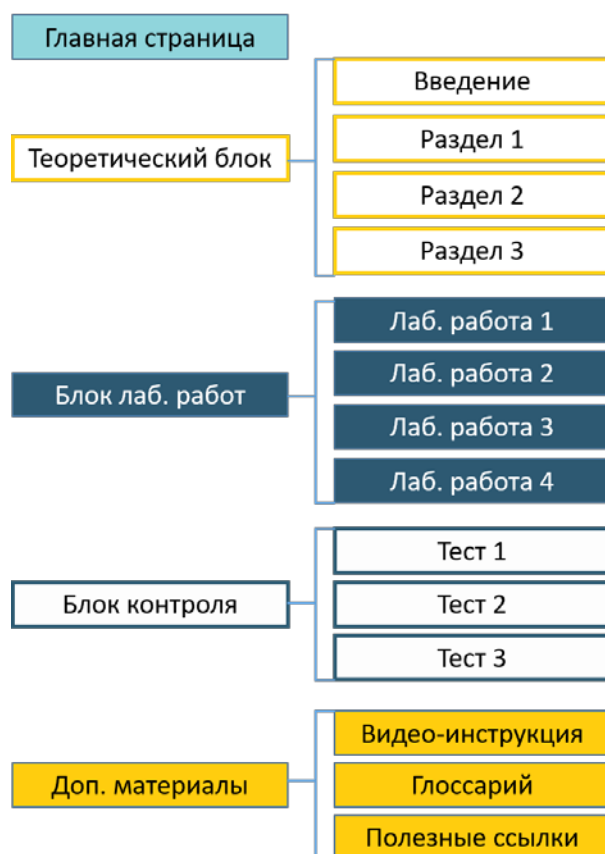 Главная страница
Теоретический блок
Введение
Раздел 1
Раздел 2
Раздел 3
Блок лаб. работ
Лаб. работа 1
Лаб. работа 2
Лаб. работа 3
Лаб. работа 4
Блок контроля
Тест 1
Тест 2
Тест 3
Доп. материалы
Видео-инструкция
Глоссарий
Полезные ссылки